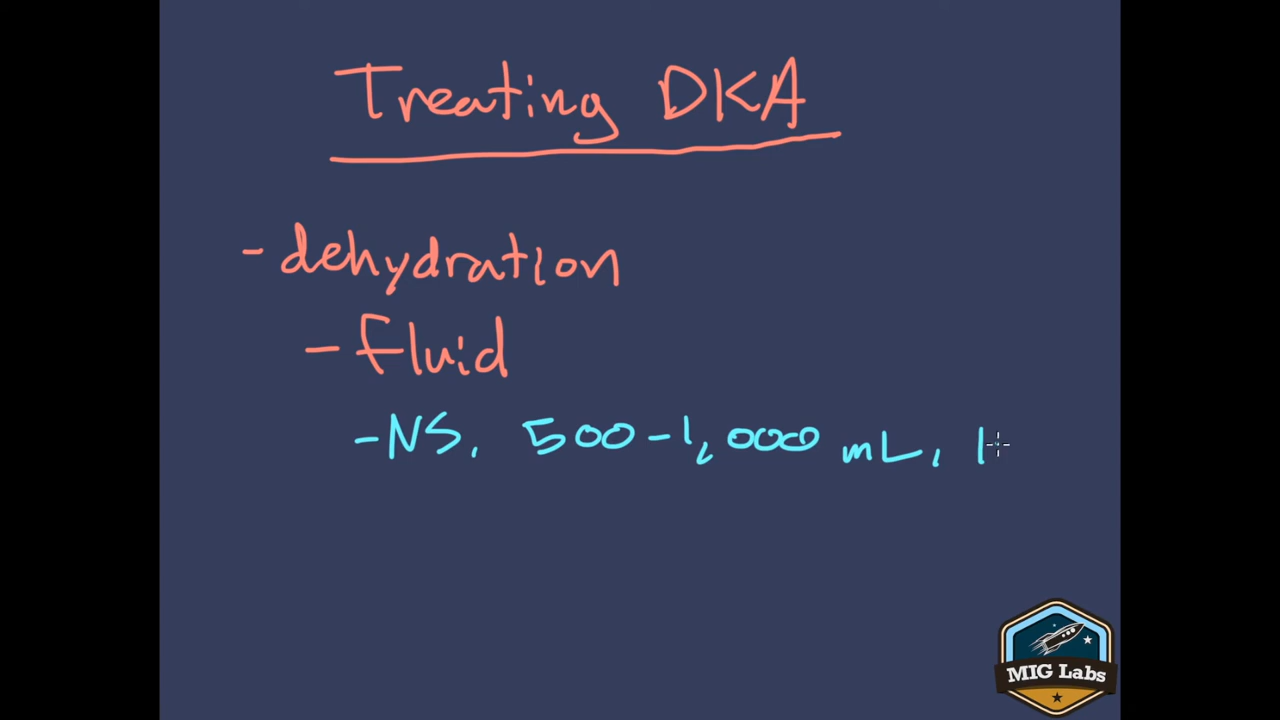 Treating DKA
- dehydration
- fluid
- NS, 500-1,000 mL, 1
MIG Labs